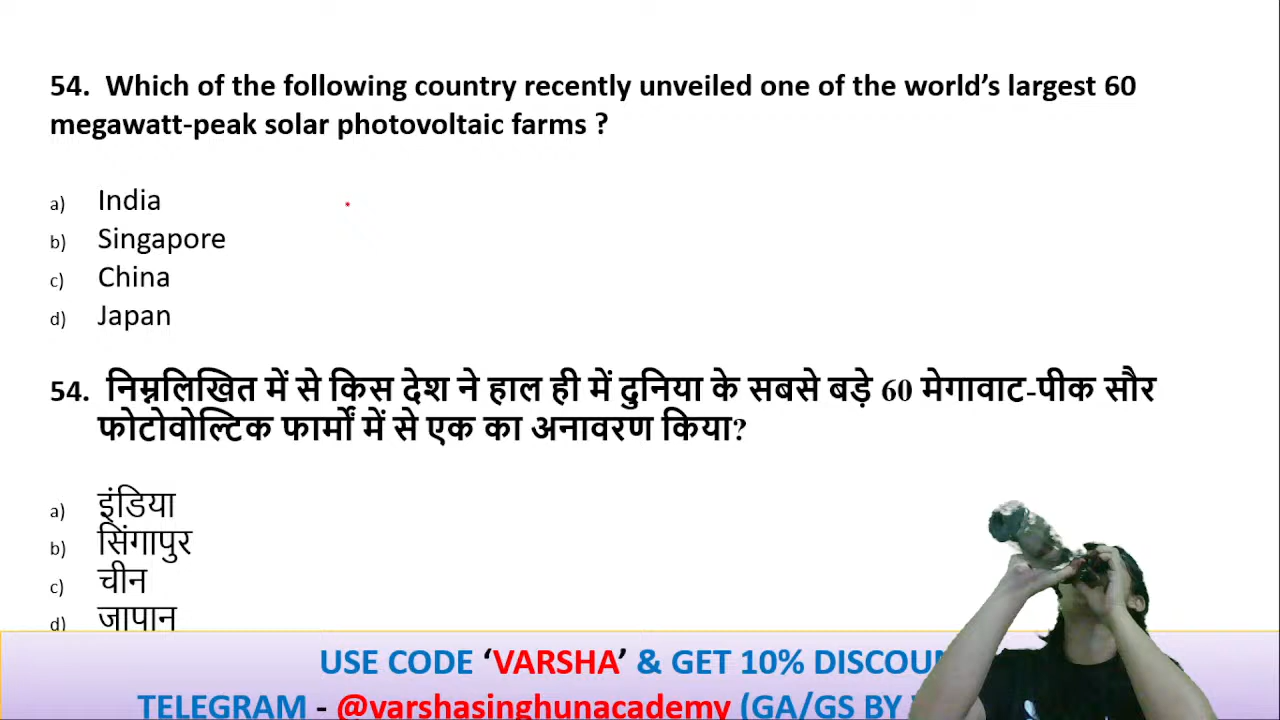 54. Which of the following country recently unveiled one of the world’s largest 60
megawatt-peak solar photovoltaic farms ?
a) India
b) Singapore
c) China
d) Japan
54. निम्नलिखित में से किस देश ने हाल ही में दुनिया के सबसे बड़े 60 मेगावाट-पीक सौर
फोटोवोल्टिक फार्मों में से एक का अनावरण किया?
a) इंडिया
b) सिंगापुर
c) चीन
d) जापान
USE CODE ‘VARSHA’ & GET 10%
TELEGRAM - @varshasinghunacademy (GA/GS BY